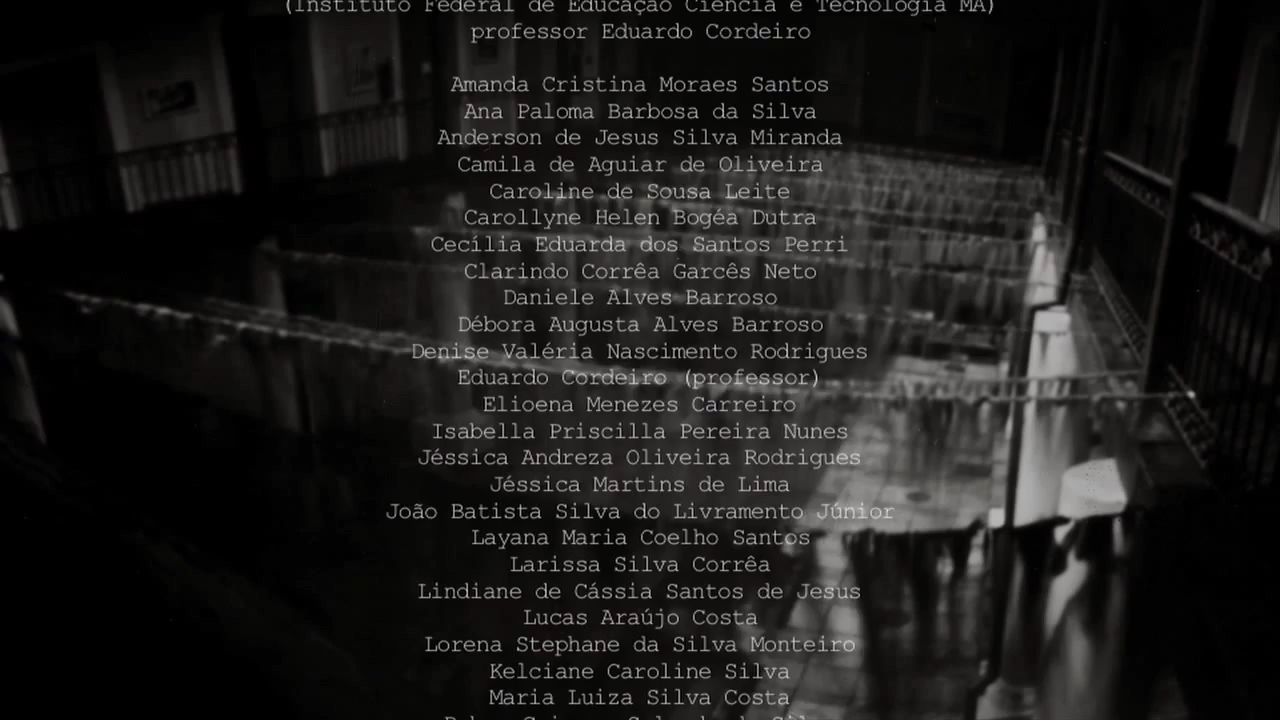 (Instituto Federal de Educação Ciência e Tecnologia MA)
professor Eduardo Cordeiro
Amanda Cristina Moraes Santos
Ana Paloma Barbosa da Silva
Anderson de Jesus Silva Miranda
Camila de Aguiar de Oliveira
Caroline de Sousa Leite
Carollyne Helen Bogéa Dutra
Cecília Eduarda dos Santos Perri
Clarindo Corrêa Garcês Neto
Daniele Alves Barroso
Débora Augusta Alves Barroso
Denise Valéria Nascimento Rodrigues
Eduardo Cordeiro (professor)
Elioena Menezes Carreiro
Isabella Priscilla Pereira Nunes
Jéssica Andreza Oliveira Rodrigues
Jéssica Martins de Lima
João Batista Silva do Livramento Júnior
Layana Maria Coelho Santos
Larissa Silva Corrêa
Lindiane de Cássia Santos de Jesus
Lucas Araújo Costa
Lorena Stephane da Silva Monteiro
Kelciane Caroline Silva
Maria Luiza Silva Costa